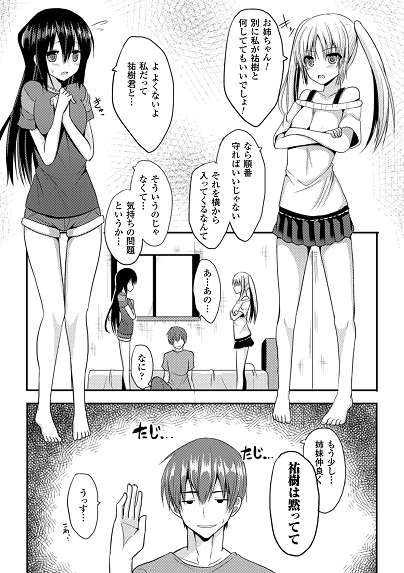 お姉ちゃん!
別に私が祐樹と
何しててもいいでしょ!
よ よくないよ
私だって
祐樹君と…
なら順番
守ればいいじゃない
それを横から
入ってくるなんて
そういうのじゃ
なくて…
気持ちの問題
というか…
あ…あの…
なに?
もう少し…
姉妹仲良く
祐樹は黙ってて
たじ…
たじ…
うっす…